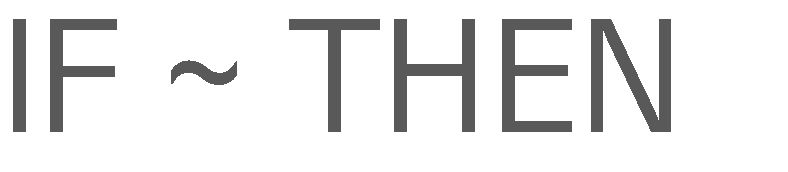 IF ~ THEN